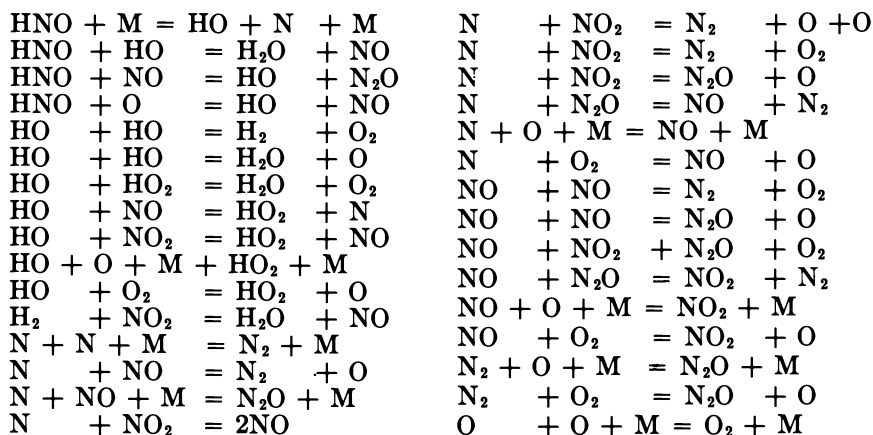 HNO + M = HO + N + M
HNO + HO = H₂O + NO
HNO + NO = HO + N₂O
HNO + O = HO + NO
HO + HO = H₂ + O₂
HO + HO = H₂O + O
HO + HO₂ = H₂O + O₂
HO + NO = HO₂ + N
HO + NO₂ = HO₂ + NO
HO + O + M + HO₂ + M
HO + O₂ = HO₂ + O
H₂ + NO₂ = H₂O + NO
N + N + M = N₂ + M
N + NO = N₂ + O
N + NO + M = N₂O + M
N + NO₂ = 2NO
N + NO₂ = N₂ + O + O
N + NO₂ = N₂ + O₂
N + NO₂ = N₂O + O
N + N₂O = NO + N₂
N + O + M = NO + M
N + O₂ = NO + O
NO + NO = N₂ + O₂
NO + NO = N₂O + O
NO + NO₂ + N₂O + O₂
NO + N₂O = NO₂ + N₂
NO + O + M = NO₂ + M
NO + O₂ = NO₂ + O
N₂ + O + M = N₂O + M
N₂ + O₂ = N₂O + O
O + O + M = O₂ + M